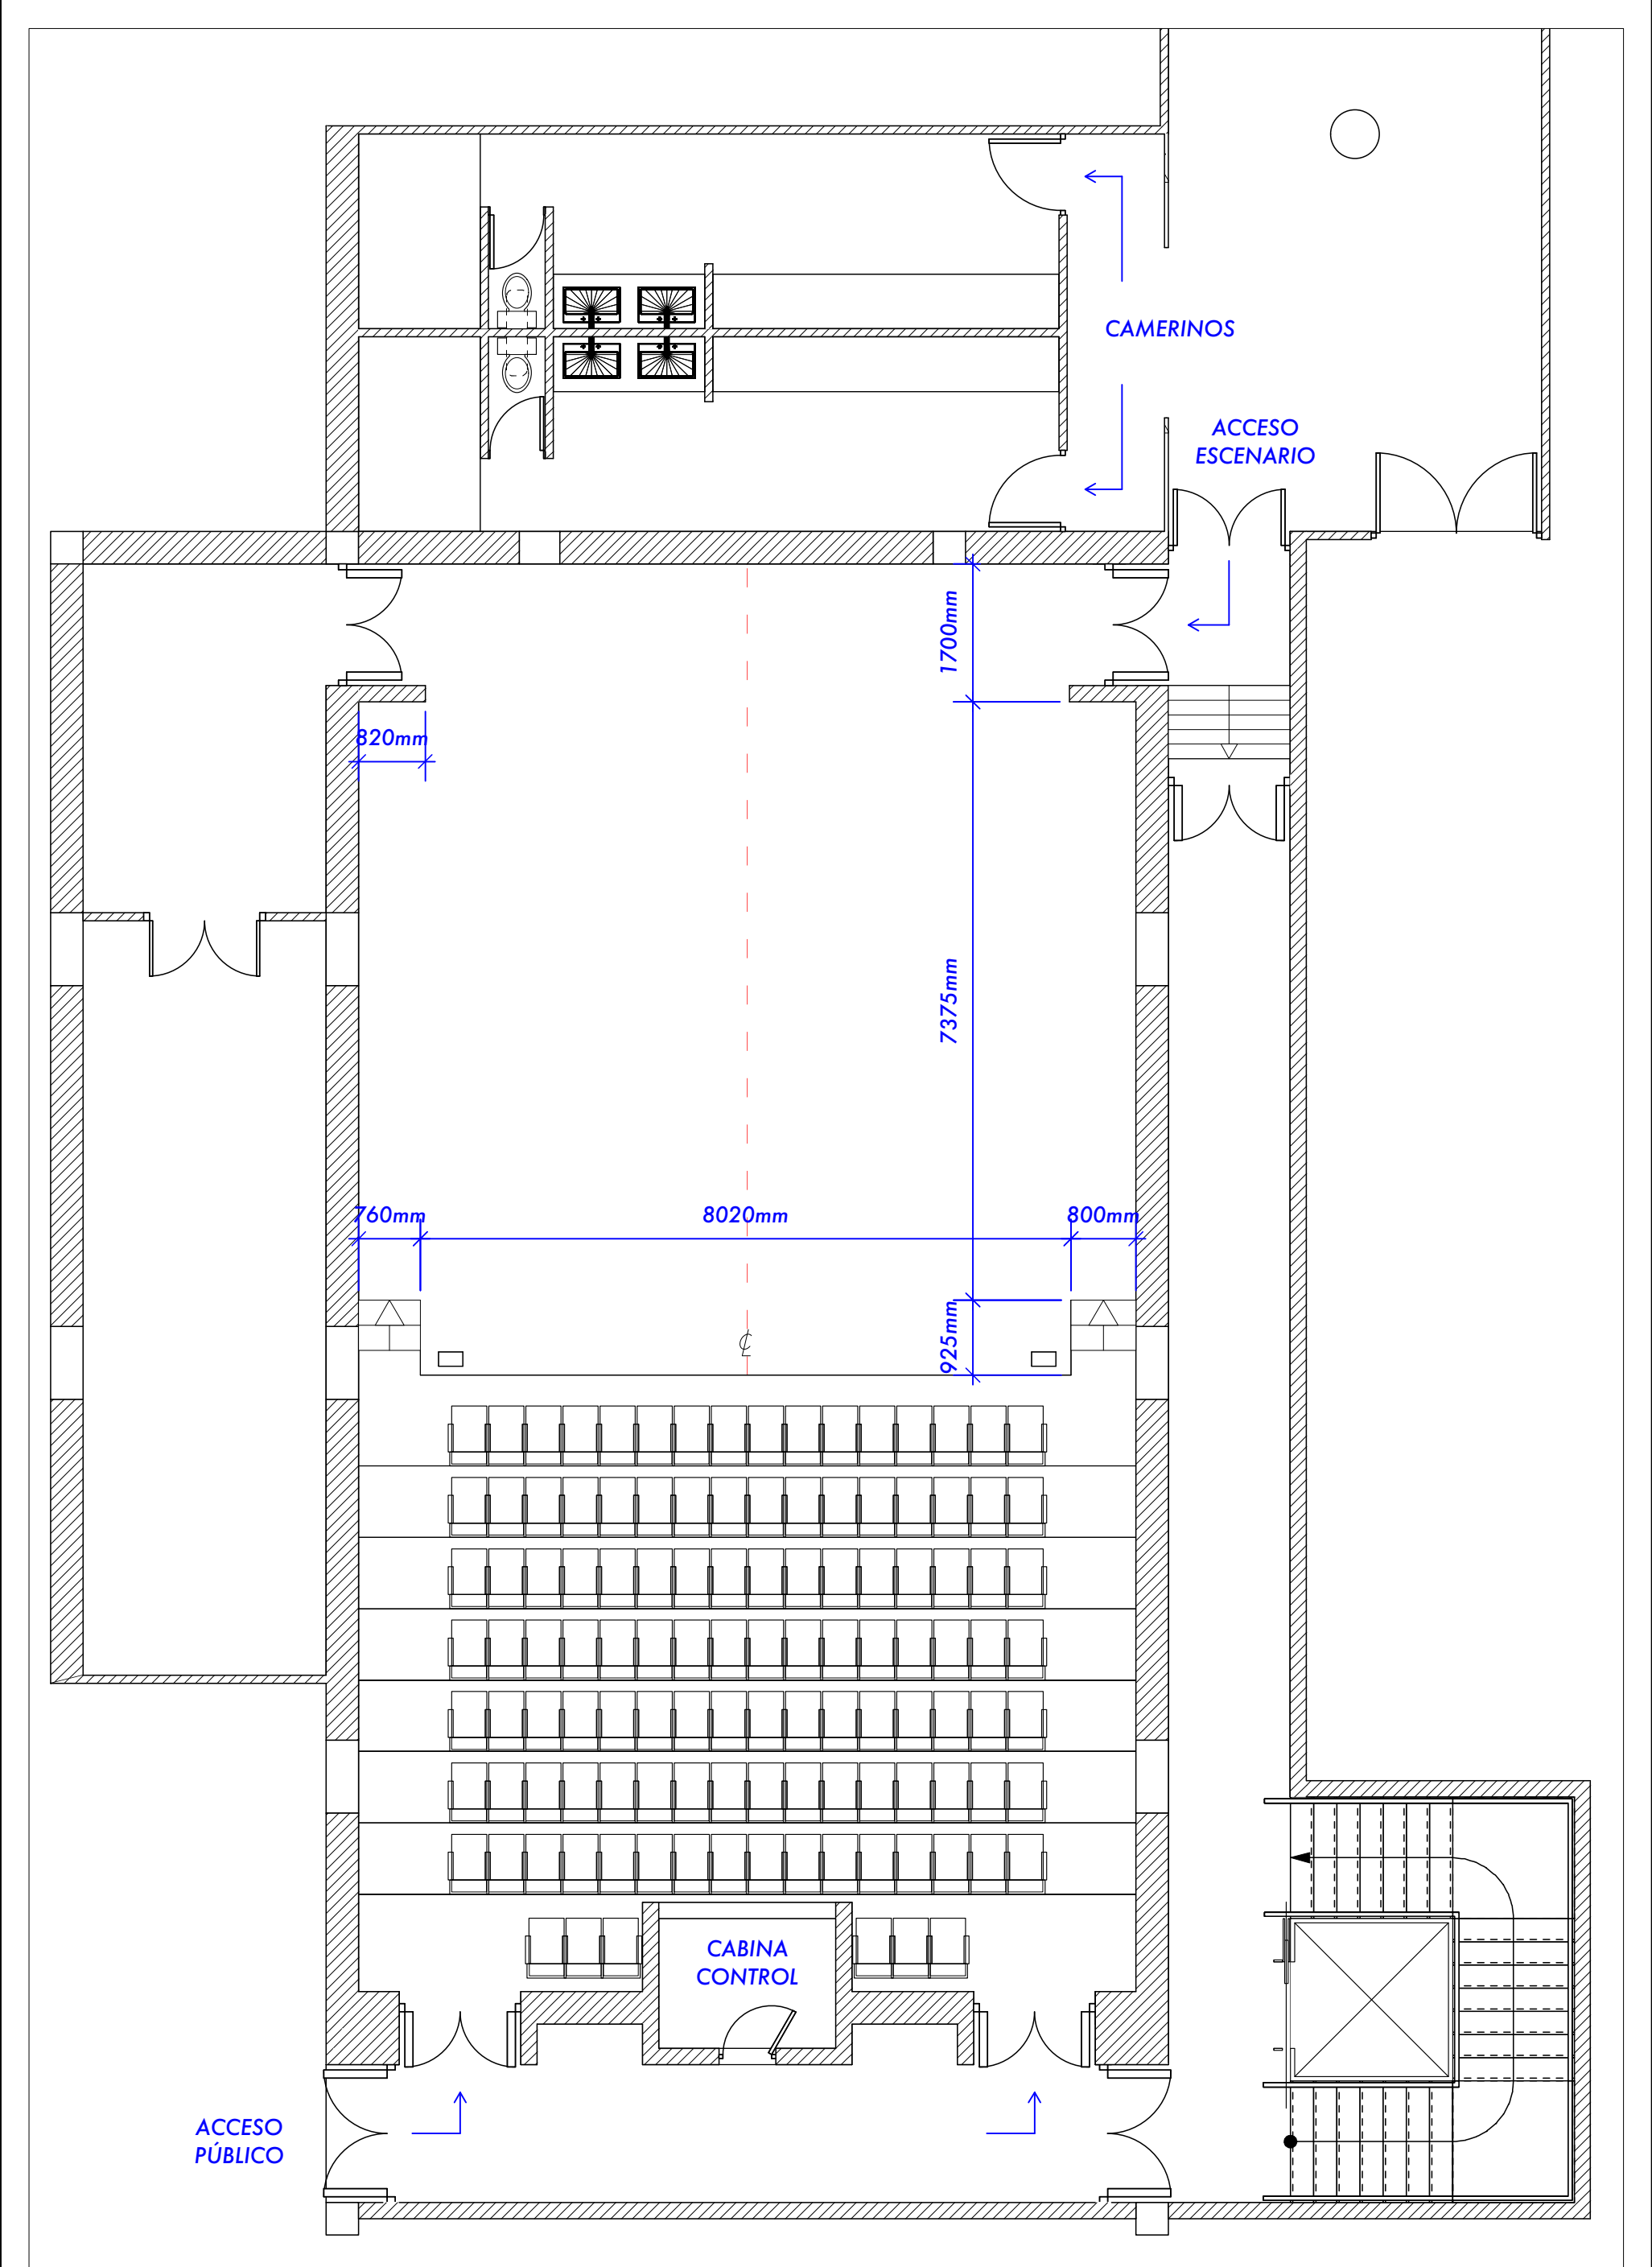 CAMERINOS
ACCESO
ESCENARIO
1700mm
820mm
7375mm
760mm
8020mm
800mm
925mm
℄
CABINA
CONTROL
ACCESO
PÚBLICO